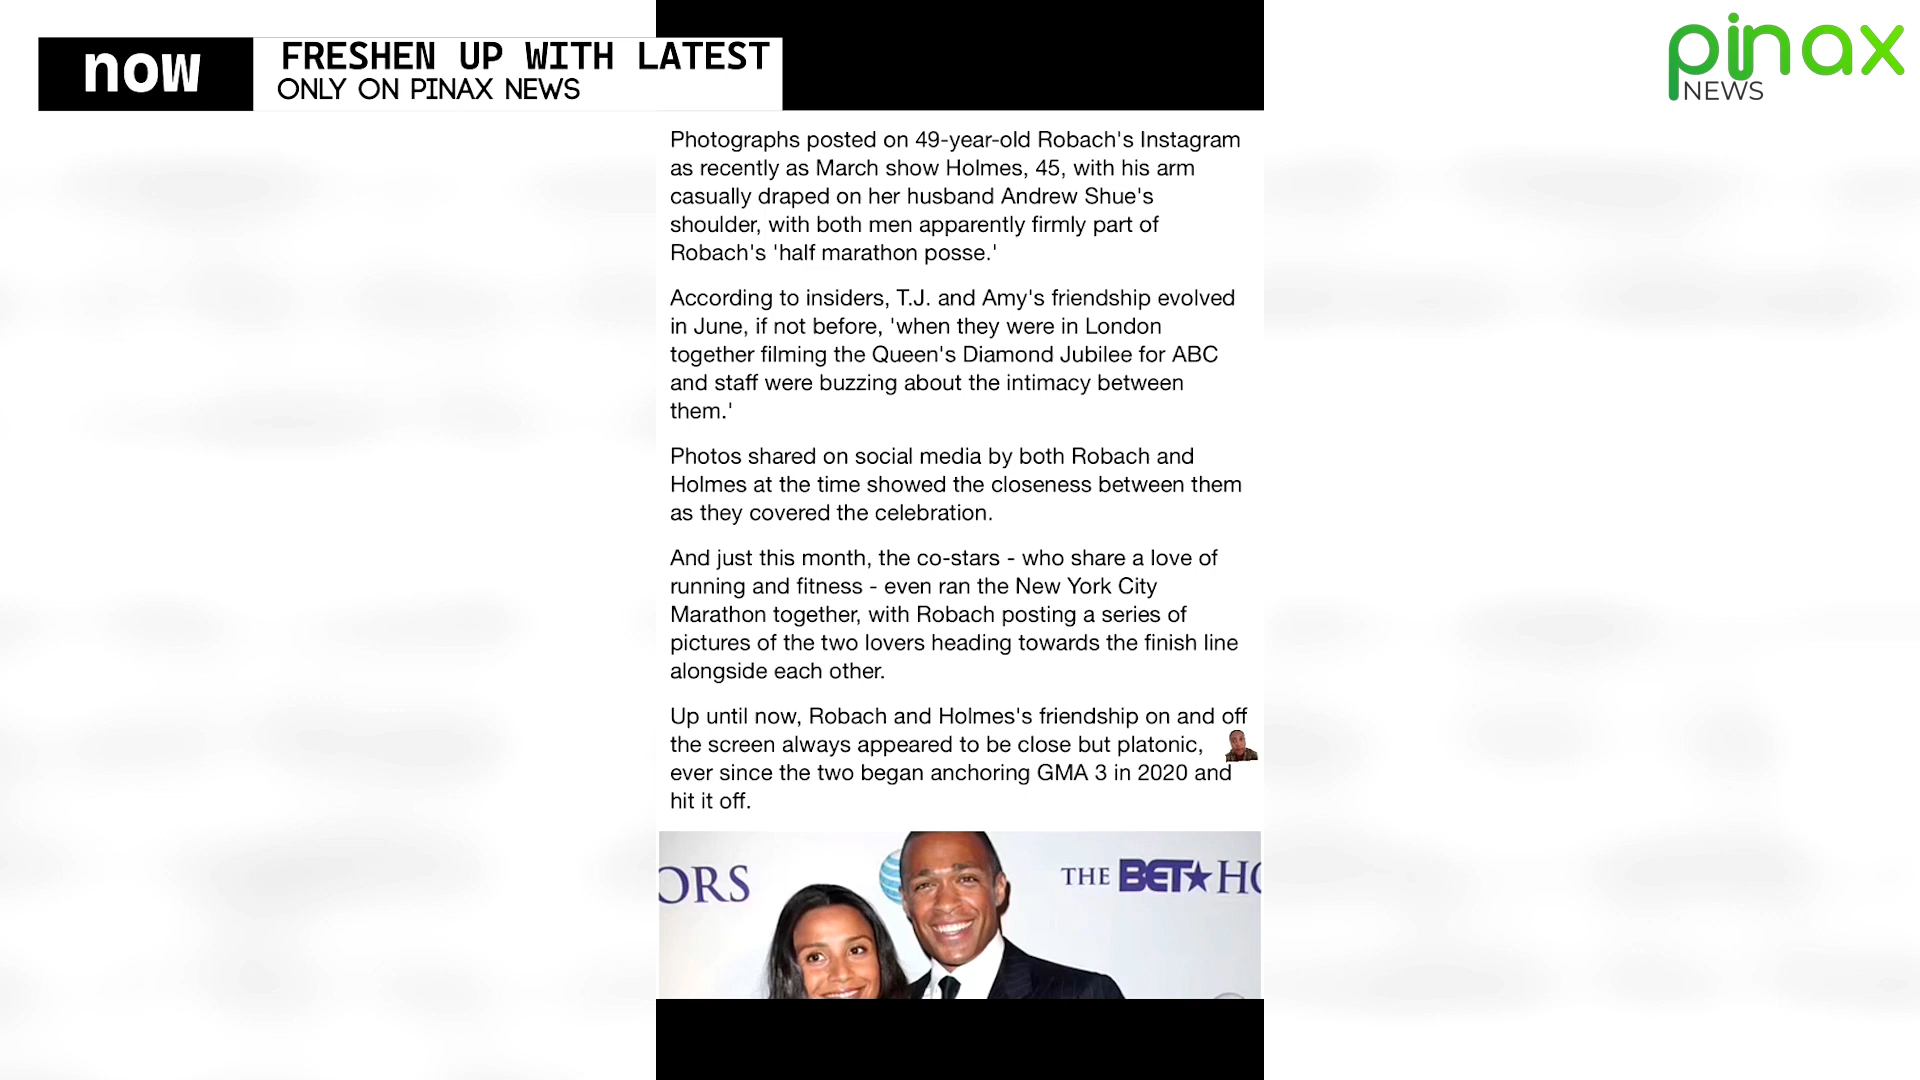 now
FRESHEN UP WITH LATEST
ONLY ON PINAX NEWS
pinax
NEWS
Photographs posted on 49-year-old Robach's Instagram
as recently as March show Holmes, 45, with his arm
casually draped on her husband Andrew Shue's
shoulder, with both men apparently firmly part of
Robach's 'half marathon posse.'
According to insiders, T.J. and Amy's friendship evolved
in June, if not before, 'when they were in London
together filming the Queen's Diamond Jubilee for ABC
and staff were buzzing about the intimacy between
them.'
Photos shared on social media by both Robach and
Holmes at the time showed the closeness between them
as they covered the celebration.
And just this month, the co-stars - who share a love of
running and fitness - even ran the New York City
Marathon together, with Robach posting a series of
pictures of the two lovers heading towards the finish line
alongside each other.
Up until now, Robach and Holmes's friendship on and off
the screen always appeared to be close but platonic,
ever since the two began anchoring GMA 3 in 2020 and
hit it off.
ORS
at&t
THE BET★HO